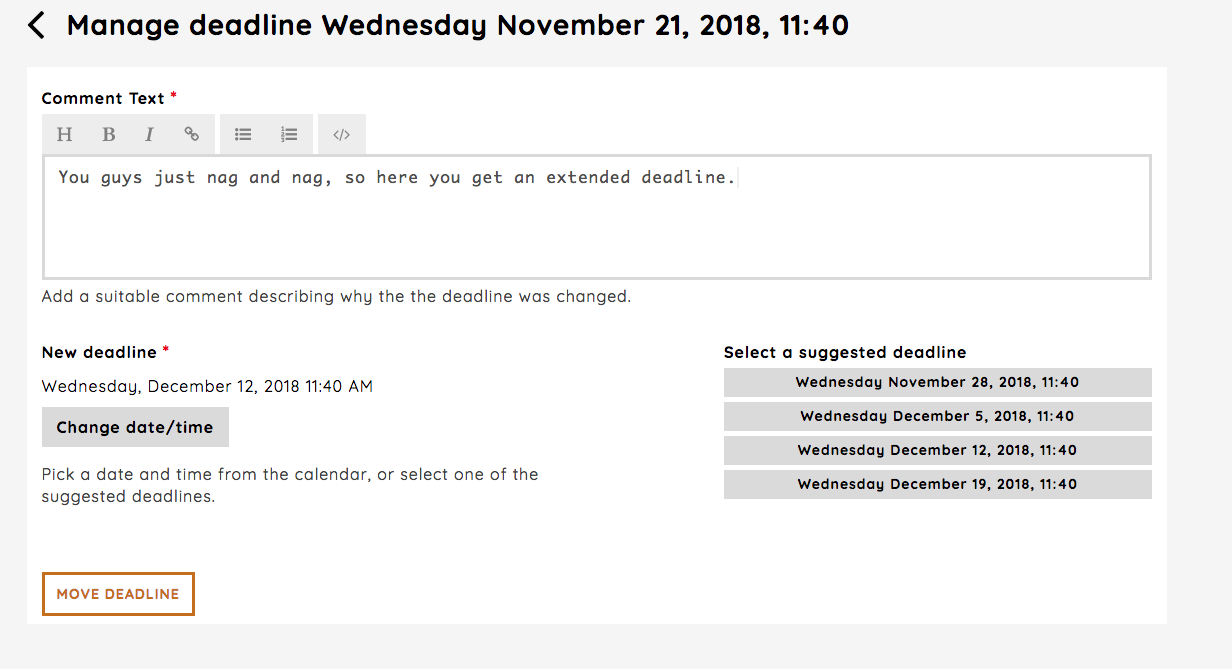 Manage deadline Wednesday November 21, 2018, 11:40
Comment Text *
H B I </>
You guys just nag and nag, so here you get an extended deadline.
Add a suitable comment describing why the the deadline was changed.
New deadline *
Wednesday, December 12, 2018 11:40 AM
Change date/time
Pick a date and time from the calendar, or select one of the
suggested deadlines.
Select a suggested deadline
Wednesday November 28, 2018, 11:40
Wednesday December 5, 2018, 11:40
Wednesday December 12, 2018, 11:40
Wednesday December 19, 2018, 11:40
MOVE DEADLINE